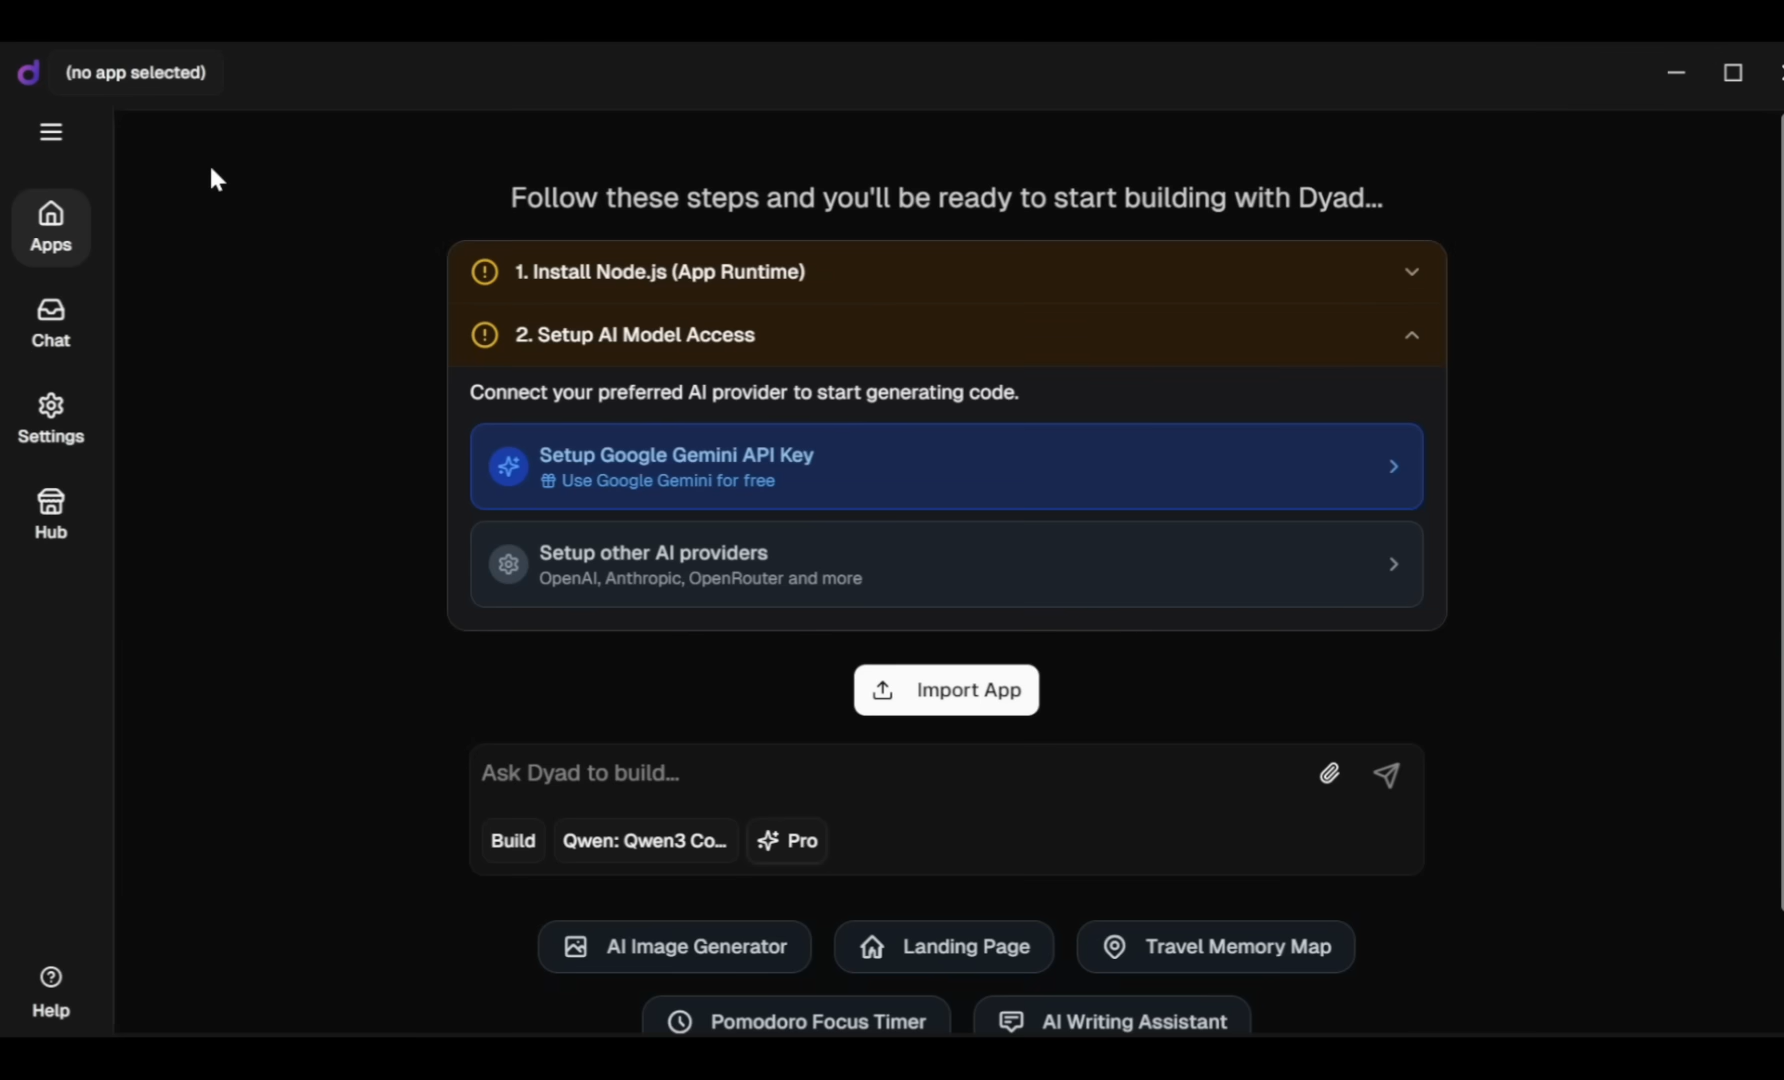 (no app selected)
Apps
Chat
Settings
Hub
Help
Follow these steps and you'll be ready to start building with Dyad...
1. Install Node.js (App Runtime)
2. Setup AI Model Access
Connect your preferred AI provider to start generating code.
Setup Google Gemini API Key
Use Google Gemini for free
Setup other AI providers
OpenAI, Anthropic, OpenRouter and more
Import App
Ask Dyad to build...
Build Qwen: Qwen3 Co... Pro
AI Image Generator Landing Page Travel Memory Map
Pomodoro Focus Timer AI Writing Assistant